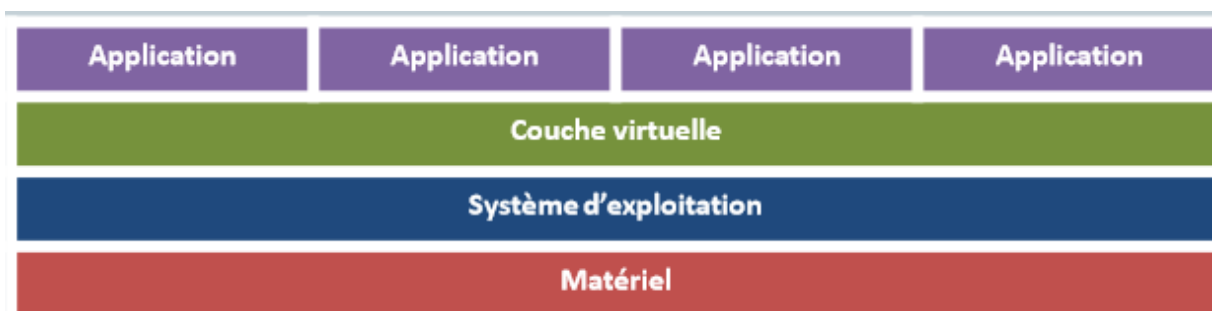 Application Application Application Application
Couche virtuelle
Système d'exploitation
Matériel